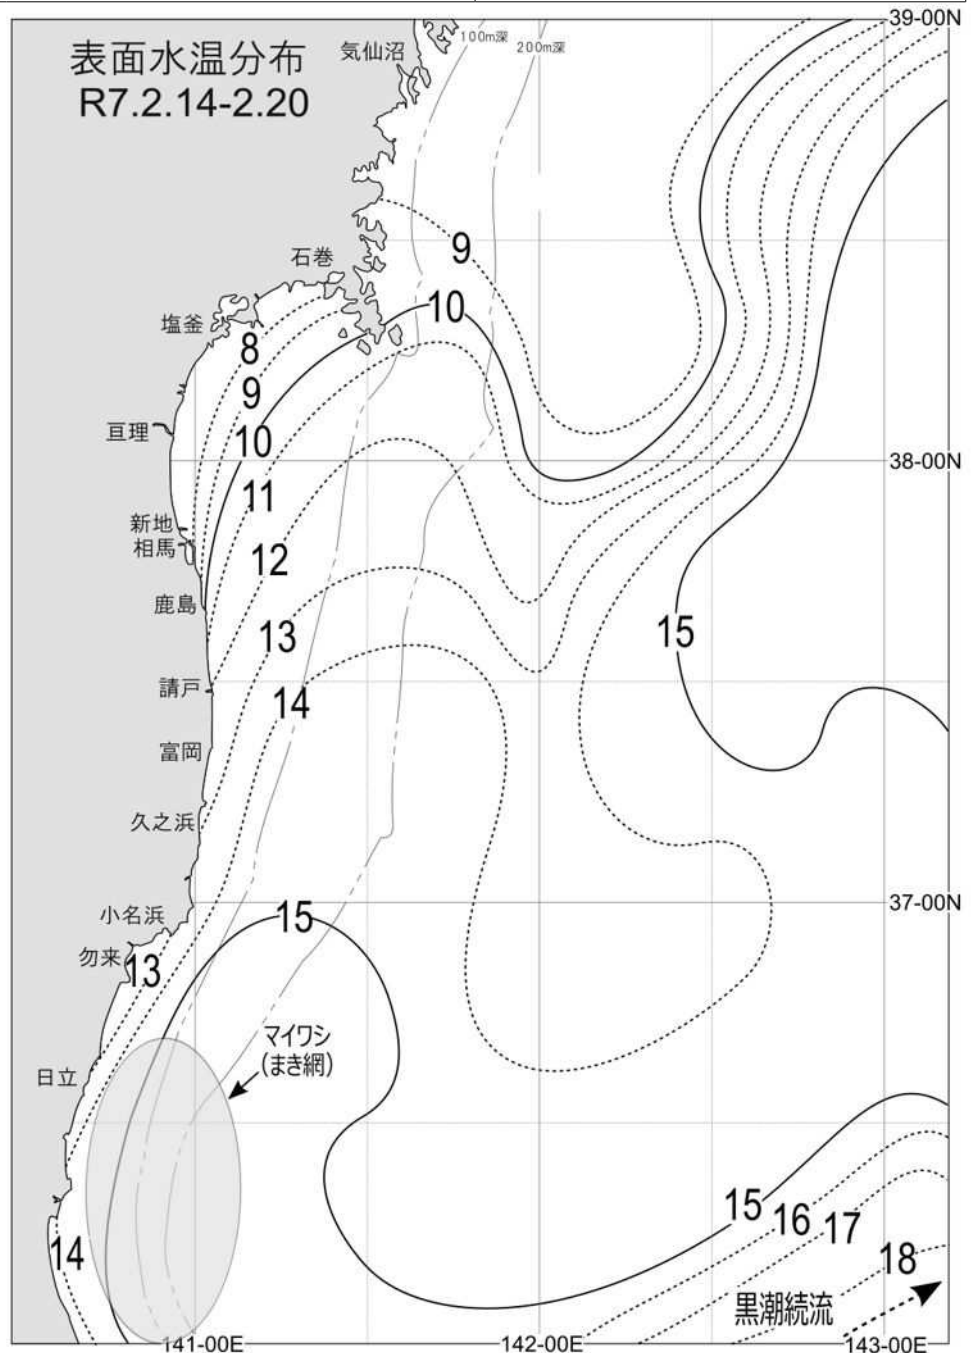 39-00N
表面水温分布
R7.2.14-2.20
気仙沼
100m深
200m深
9
石巻
10
塩釜
8
9
亘理
10
38-00N
11
新地
相馬
12
鹿島
13
15
請戸
14
富岡
久之浜
37-00N
小名浜
15
勿来
13
マイワシ
(まき網)
日立
15
16
17
14
18
黒潮続流
141-00E
142-00E
143-00E